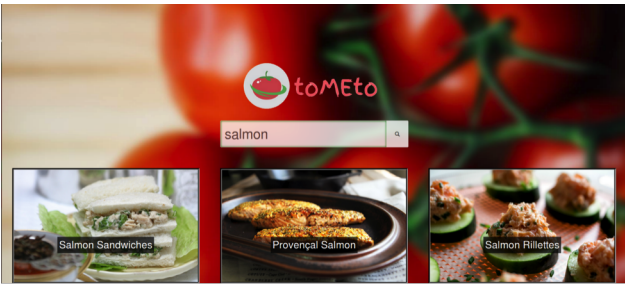 toMEto
salmon
Salmon Sandwiches
Provençal Salmon
Salmon Rillettes